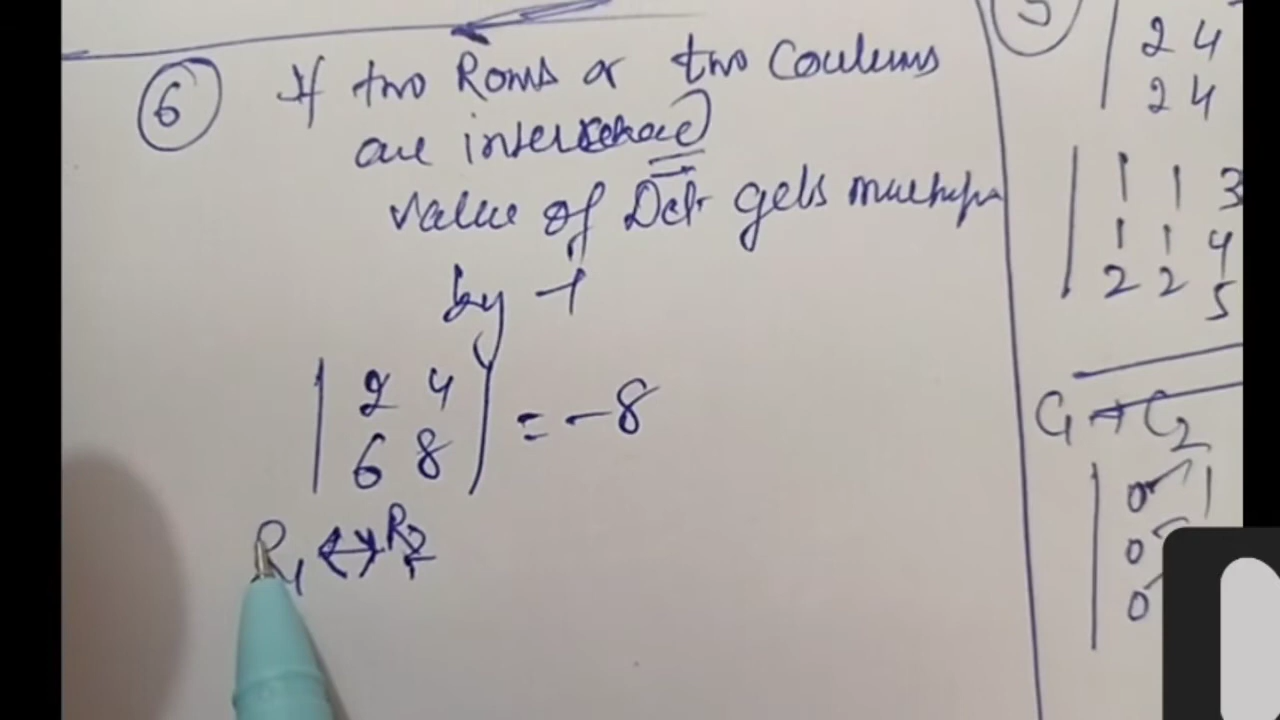 6 If two Rows or two Coulums
are interchae
value of Det gets multip
by -1
| 2 4 |
| 6 8 | = -8
R1 ↔ R2
5
| 2 4
2 4
| 1 1 3
1 1 4
2 2 5
C1 → C2
| 0 1
0
0